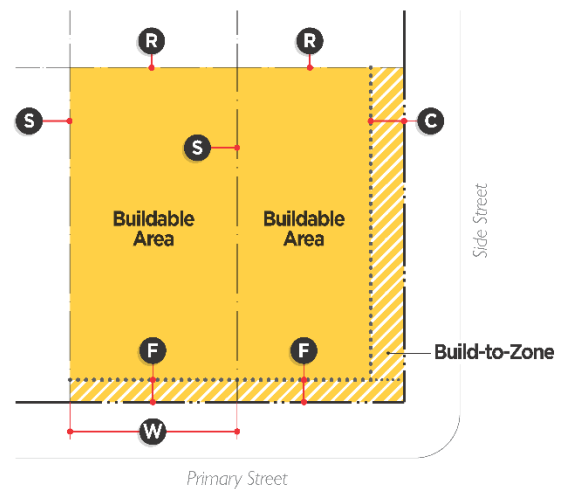 R R
S C
S
Buildable
Area
Buildable
Area
Side Street
F F
Build-to-Zone
W
Primary Street